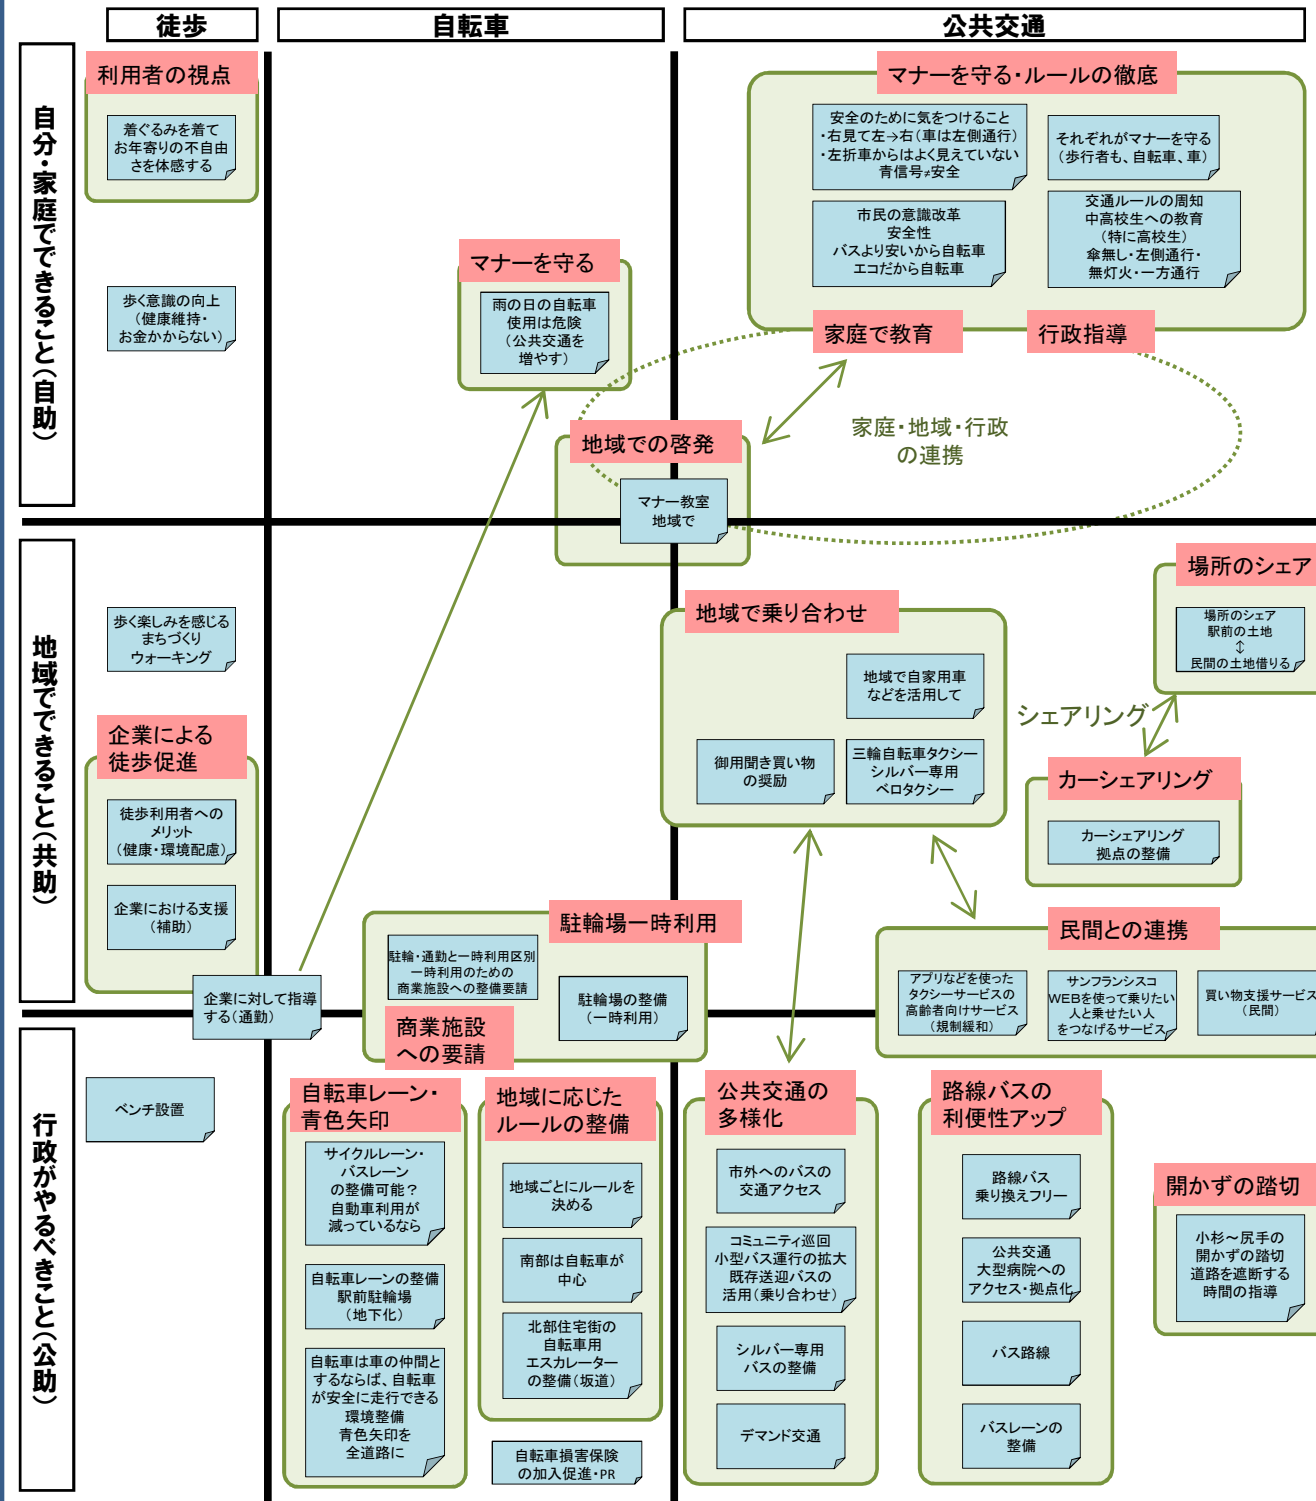 徒歩
自転車
公共交通
自分・家庭でできること(自助)
利用者の視点
着ぐるみを着て
お年寄りの不自由
さを体感する
歩く意識の向上
(健康維持・
お金かからない)
マナーを守る
雨の日の自転車
使用は危険
(公共交通を
増やす)
マナーを守る・ルールの徹底
安全のために気をつけること
・右見て左→右(車は左側通行)
・左折車からはよく見えていない
青信号≠安全
それぞれがマナーを守る
(歩行者も、自転車、車)
市民の意識改革
安全性
バスより安いから自転車
エコだから自転車
交通ルールの周知
中高校生への教育
(特に高校生)
傘無し・左側通行・
無灯火・一方通行
家庭で教育
行政指導
家庭・地域・行政
の連携
地域での啓発
マナー教室
地域で
地域でできること(共助)
歩く楽しみを感じる
まちづくり
ウォーキング
企業による
徒歩促進
徒歩利用者への
メリット
(健康・環境配慮)
企業における支援
(補助)
企業に対して指導
する(通勤)
駐輪場一時利用
駐輪・通勤と一時利用区別
一時利用のための
商業施設への整備要請
駐輪場の整備
(一時利用)
商業施設
への要請
地域で乗り合わせ
地域で自家用車
などを活用して
御用聞き買い物
の奨励
三輪自転車タクシー
シルバー専用
ベロタクシー
場所のシェア
場所のシェア
駅前の土地
↕
民間の土地借りる
シェアリング
カーシェアリング
カーシェアリング
拠点の整備
民間との連携
アプリなどを使った
タクシーサービスの
高齢者向けサービス
(規制緩和)
サンフランシスコ
WEBを使って乗りたい
人と乗せたい人
をつなげるサービス
買い物支援サービス
(民間)
行政がやるべきこと(公助)
ベンチ設置
自転車レーン・
青色矢印
サイクルレーン・
バスレーン
の整備可能?
自動車利用が
減っているなら
自転車レーンの整備
駅前駐輪場
(地下化)
自転車は車の仲間と
するならば、自転車
が安全に走行できる
環境整備
青色矢印を
全道路に
地域に応じた
ルールの整備
地域ごとにルールを
決める
南部は自転車が
中心
北部住宅街の
自転車用
エスカレーター
の整備(坂道)
自転車損害保険
の加入促進・PR
公共交通の
多様化
市外へのバスの
交通アクセス
コミュニティ巡回
小型バス運行の拡大
既存送迎バスの
活用(乗り合わせ)
シルバー専用
バスの整備
デマンド交通
路線バスの
利便性アップ
路線バス
乗り換えフリー
公共交通
大型病院への
アクセス・拠点化
バス路線
バスレーンの
整備
開かずの踏切
小杉~尻手の
開かずの踏切
道路を遮断する
時間の指導